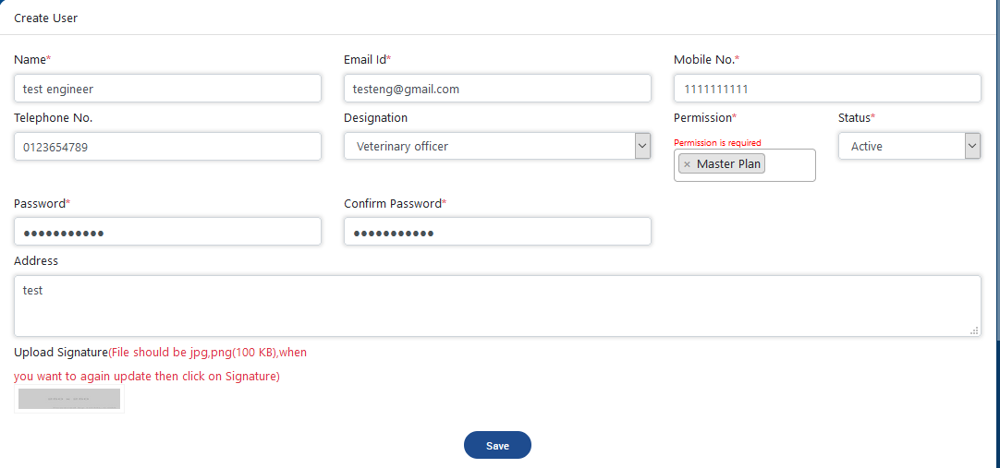 Create User
Name* Email Id* Mobile No.*
test engineer testeng@gmail.com 1111111111
Telephone No. Designation Permission* Status*
Permission is required
0123654789 Veterinary officer Active
× Master Plan
Password* Confirm Password*
●●●●●●●●●●● ●●●●●●●●●●●
Address
test
Upload Signature(File should be jpg,png(100 KB),when
you want to again update then click on Signature)
Save